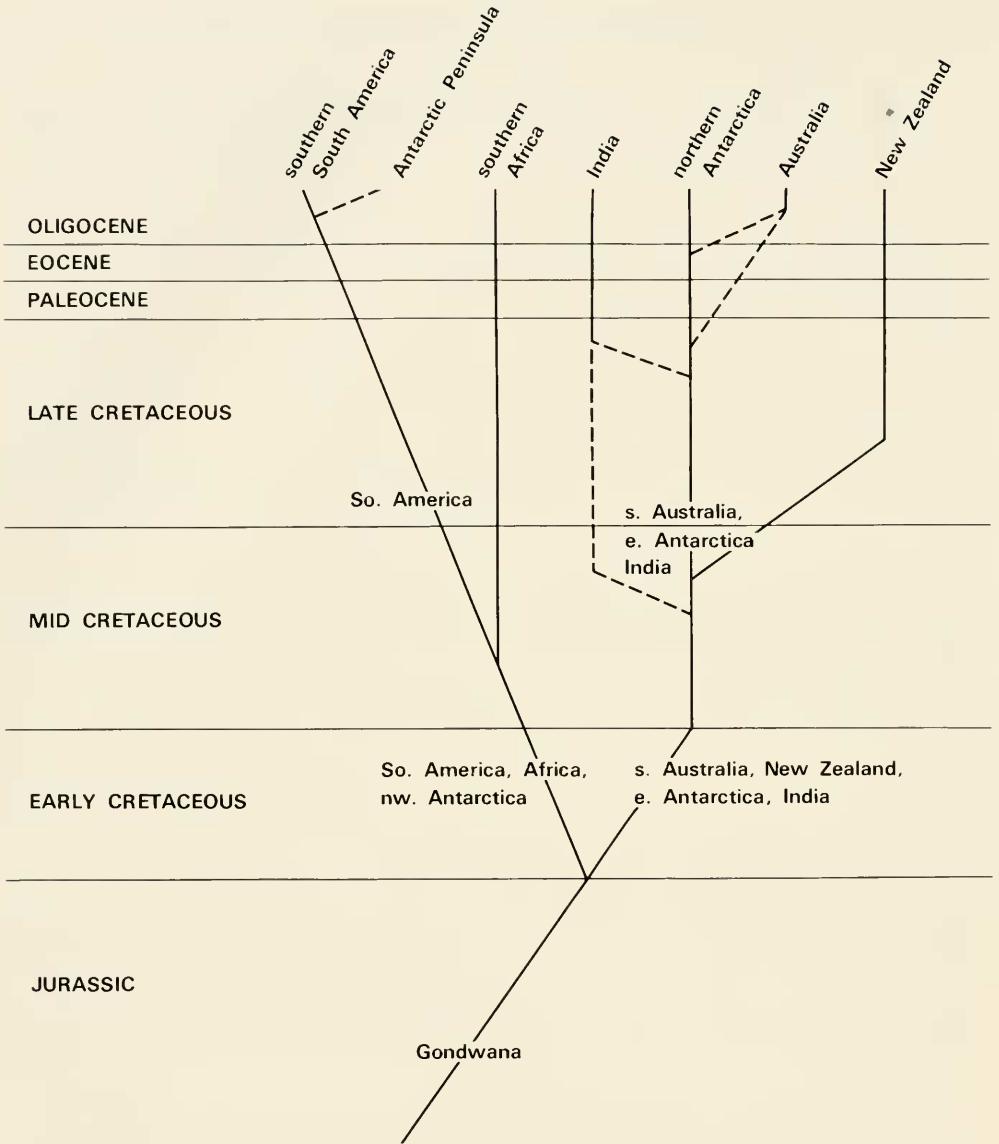 southern
South America
Antarctic Peninsula
southern
Africa
India
northern
Antarctica
Australia
New Zealand
OLIGOCENE
EOCENE
PALEOCENE
LATE CRETACEOUS
So. America
s. Australia,
e. Antarctica
India
MID CRETACEOUS
So. America, Africa,
nw. Antarctica
s. Australia, New Zealand,
e. Antarctica, India
EARLY CRETACEOUS
JURASSIC
Gondwana